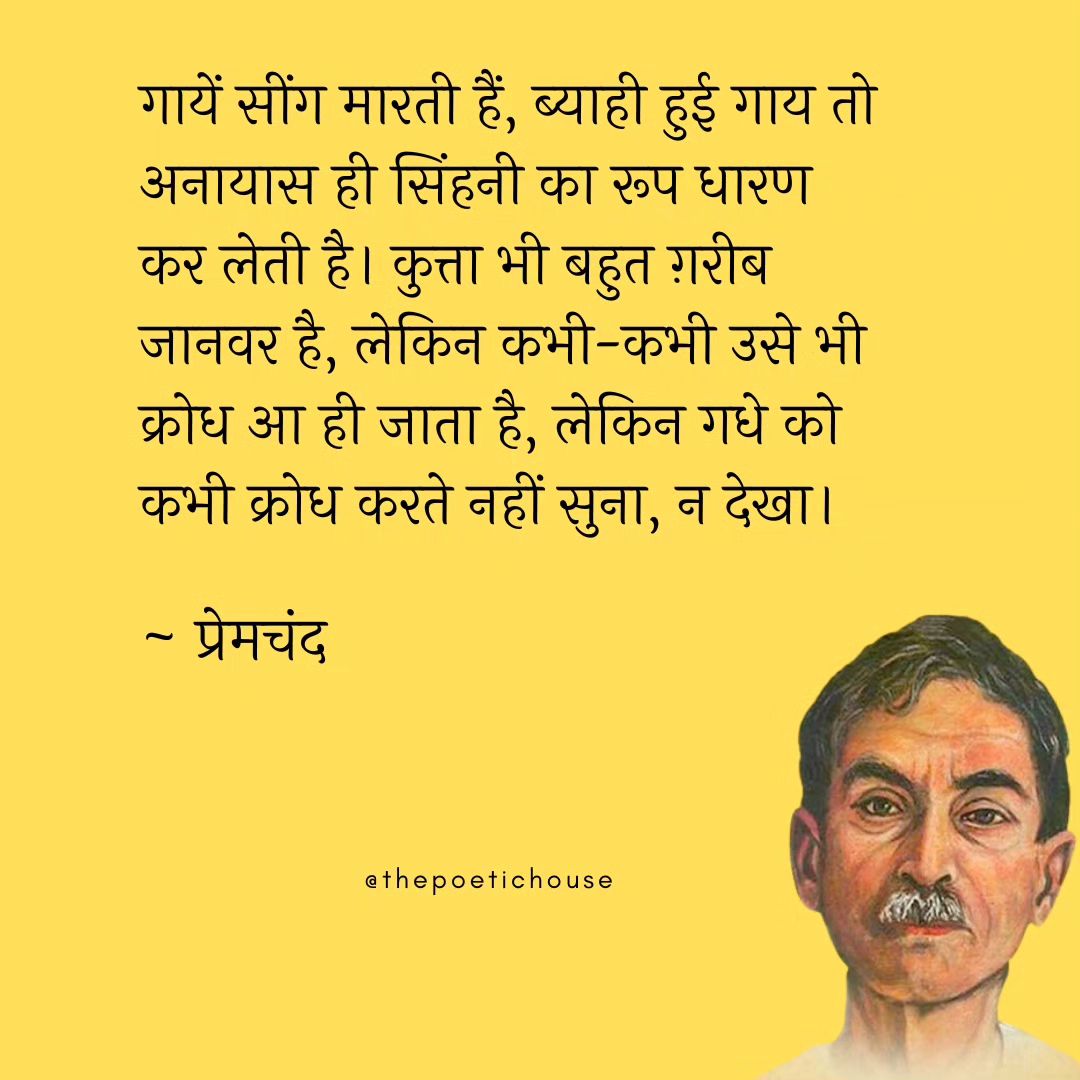 गायें सींग मारती हैं, ब्याही हुई गाय तो
अनायास ही सिंहनी का रूप धारण
कर लेती है। कुत्ता भी बहुत ग़रीब
जानवर है, लेकिन कभी-कभी उसे भी
क्रोध आ ही जाता है, लेकिन गधे को
कभी क्रोध करते नहीं सुना, न देखा।
~ प्रेमचंद
@thepoetichouse